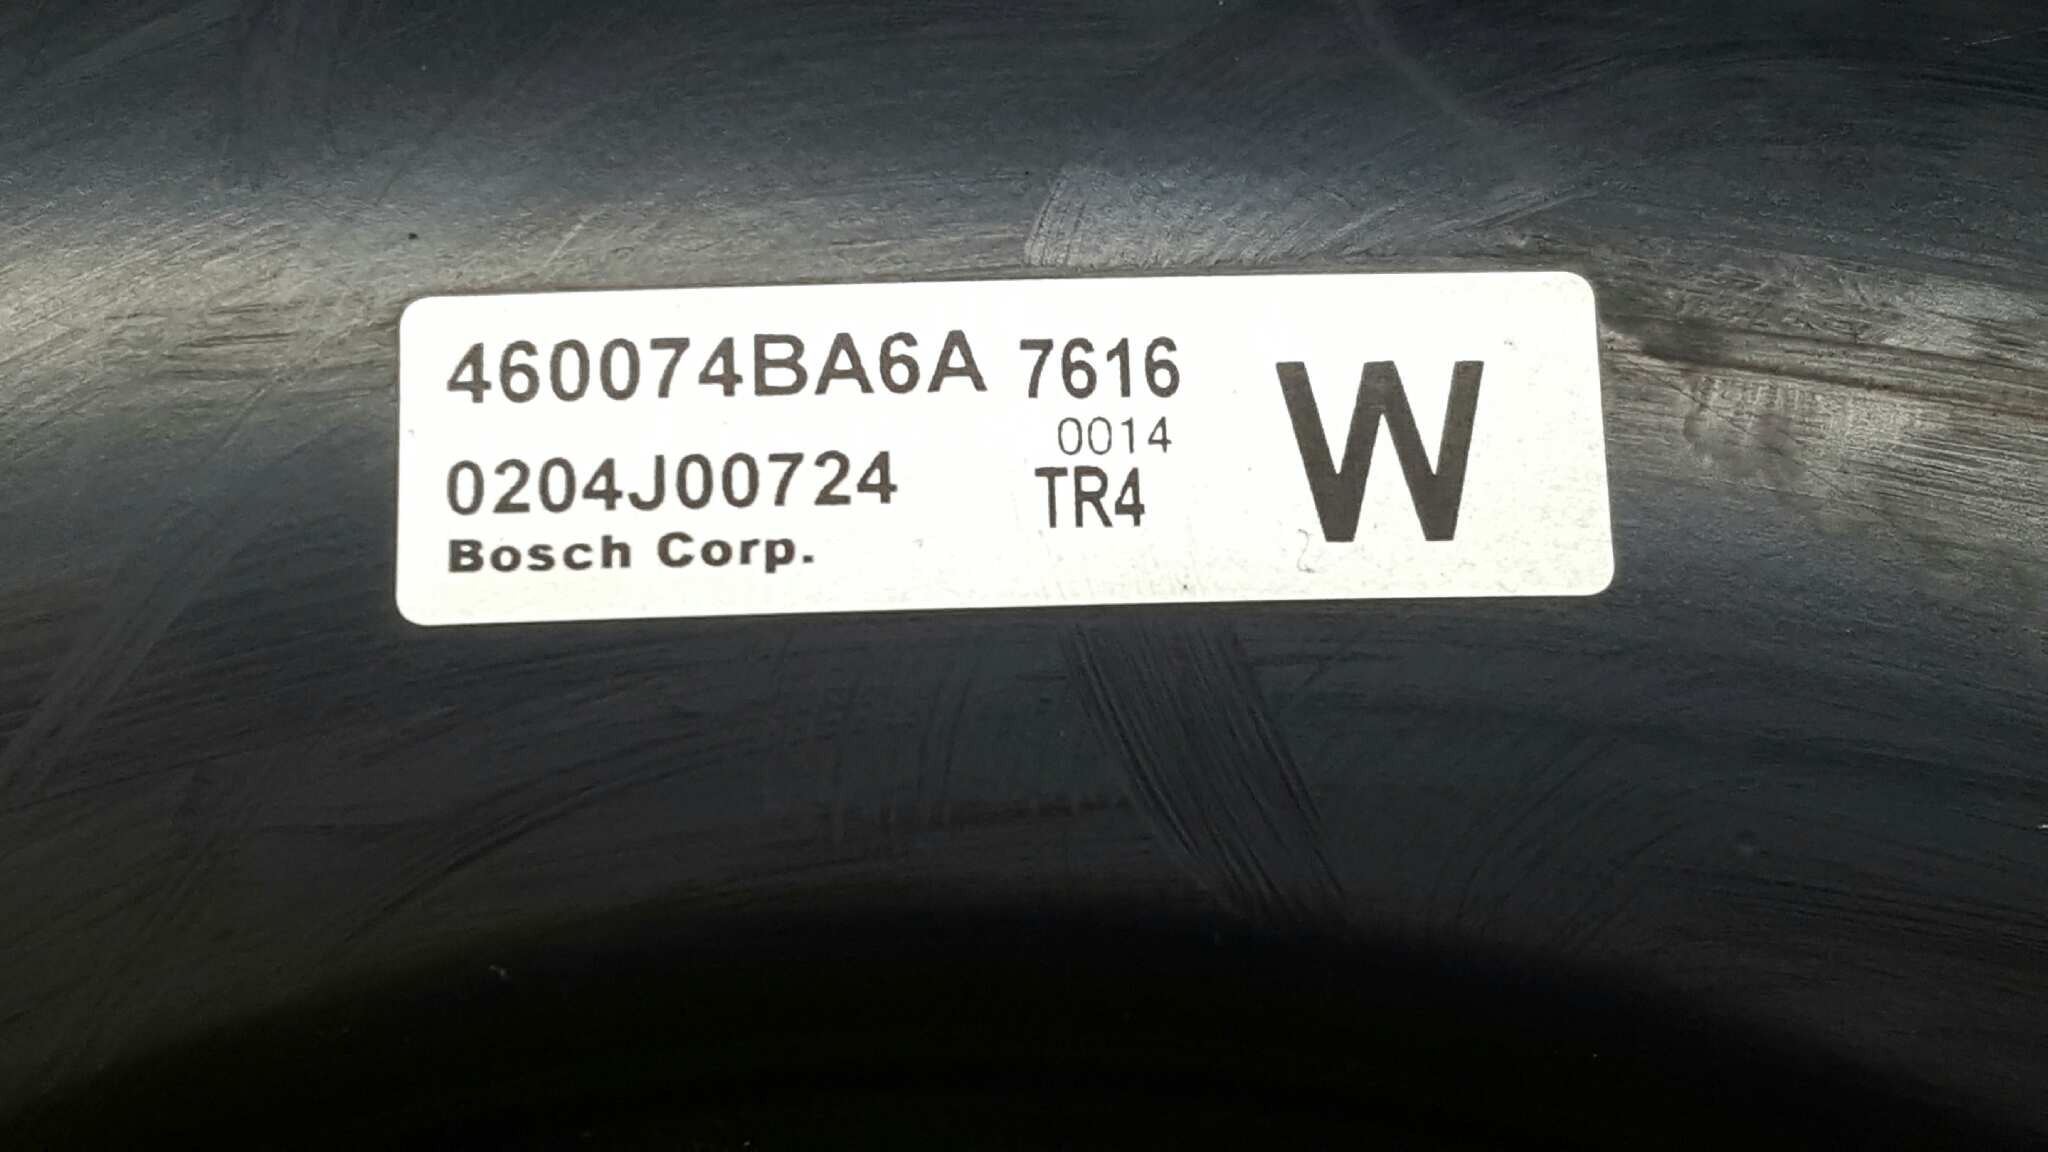 460074BA6A 7616
0014
0204J00724 TR4
W
Bosch Corp.